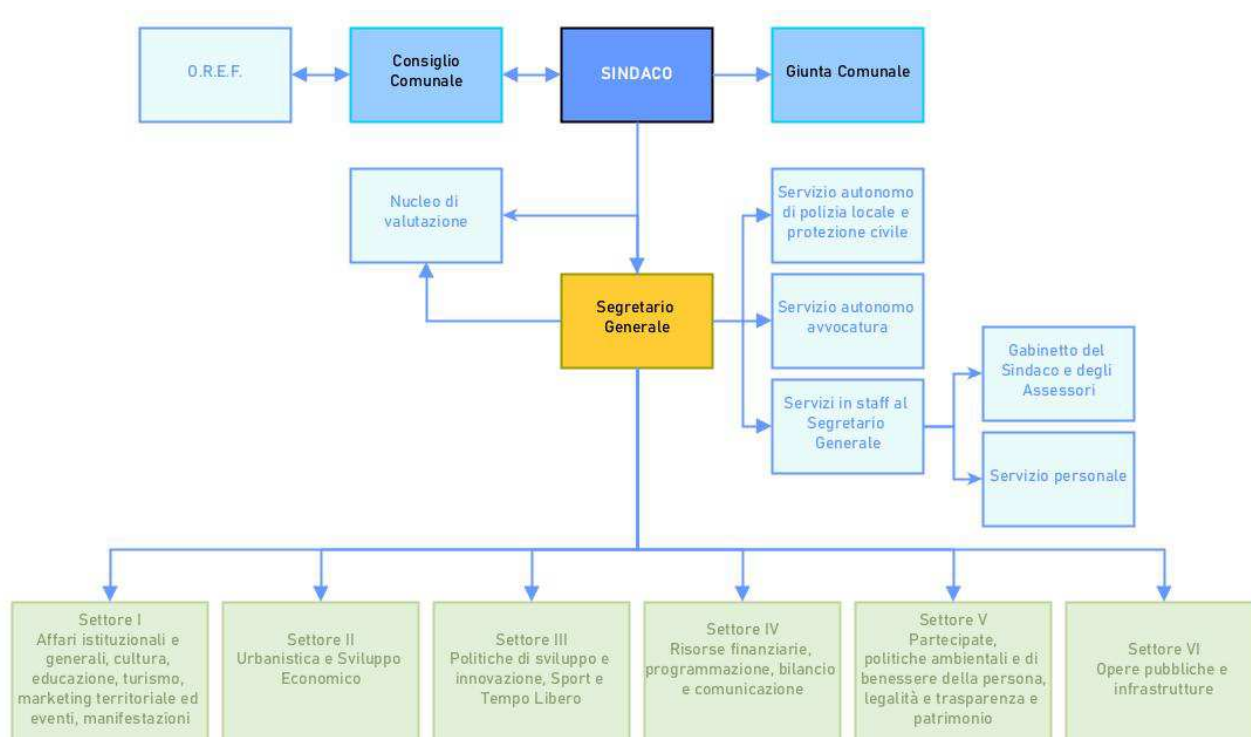 O.R.E.F.
Consiglio
Comunale
SINDACO
Giunta Comunale
Nucleo di
valutazione
Servizio autonomo
di polizia locale e
protezione civile
Segretario
Generale
Servizio autonomo
avvocatura
Servizi in staff al
Segretario
Generale
Gabinetto del
Sindaco e degli
Assessori
Servizio personale
Settore I
Affari istituzionali e
generali, cultura,
educazione, turismo,
marketing territoriale ed
eventi, manifestazioni
Settore II
Urbanistica e Sviluppo
Economico
Settore III
Politiche di sviluppo e
innovazione, Sport e
Tempo Libero
Settore IV
Risorse finanziarie,
programmazione, bilancio
e comunicazione
Settore V
Partecipate,
politiche ambientali e di
benessere della persona,
legalità e trasparenza e
patrimonio
Settore VI
Opere pubbliche e
infrastrutture